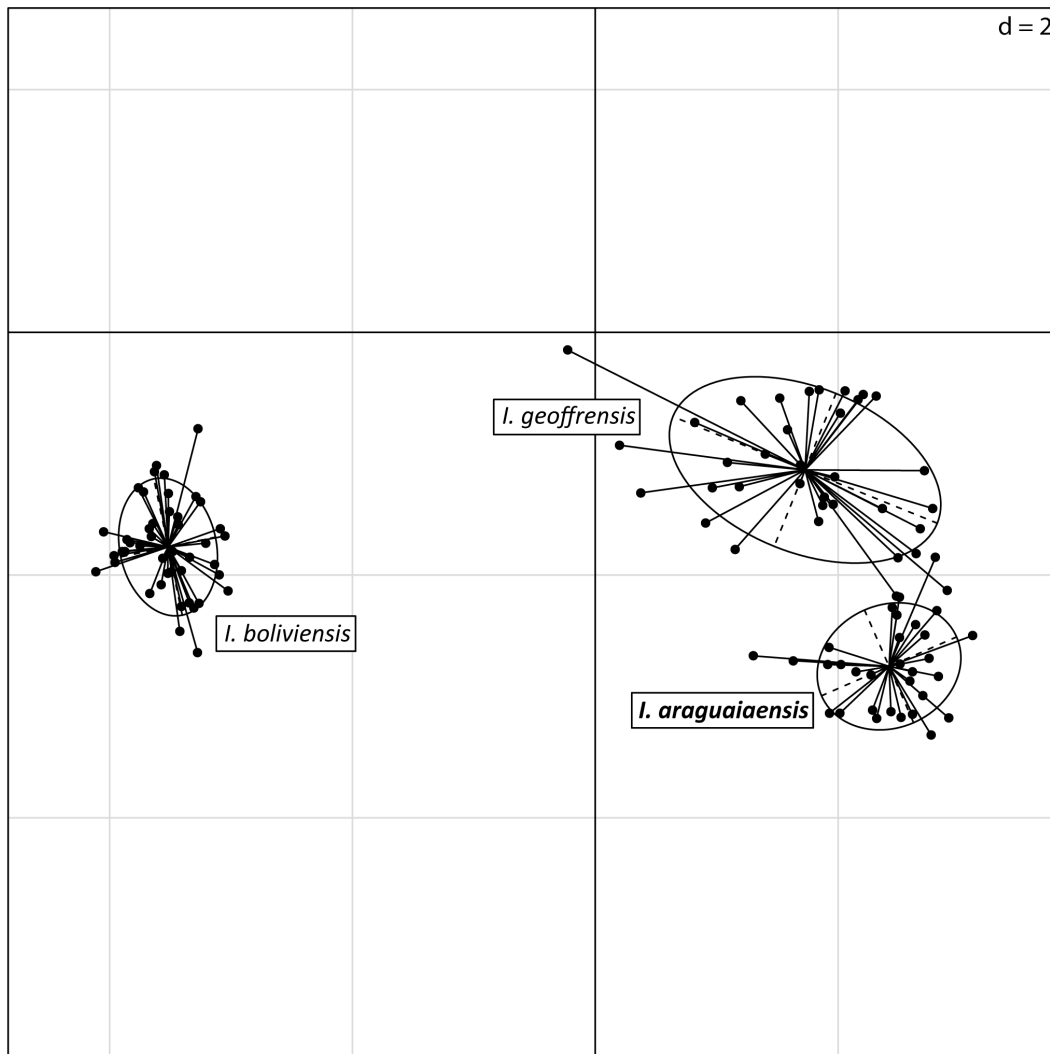 d = 2
I. geoffrensis
I. boliviensis
I. araguaiaensis